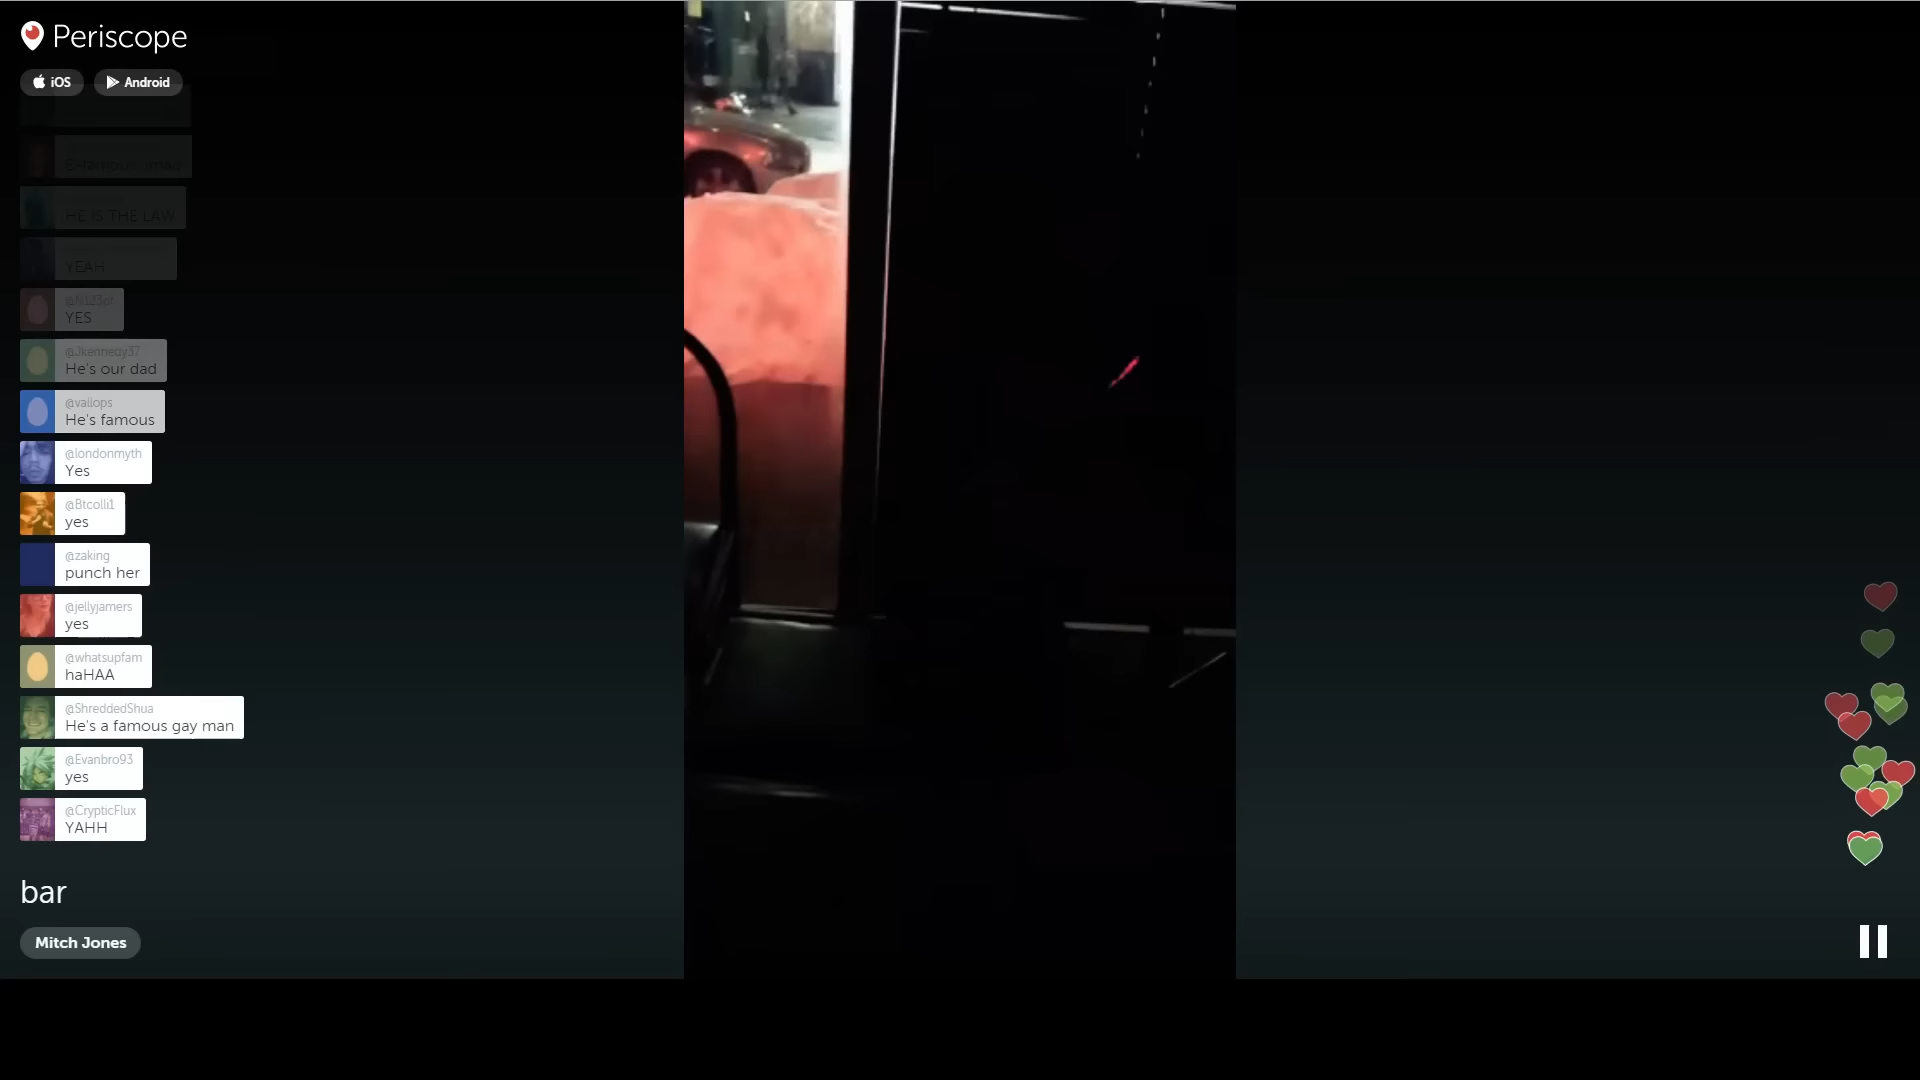 Periscope
iOS
Android
HE IS THE LAW
YEAH
YES
@Jkennedy37
He's our dad
@vallops
He's famous
@londonmyth
Yes
@Btcolli1
yes
@zaking
punch her
@jellyjamers
yes
@whatsupfam
haHAA
@ShreddedShua
He's a famous gay man
@Evanbro93
yes
@CrypticFlux
YAHH
bar
Mitch Jones